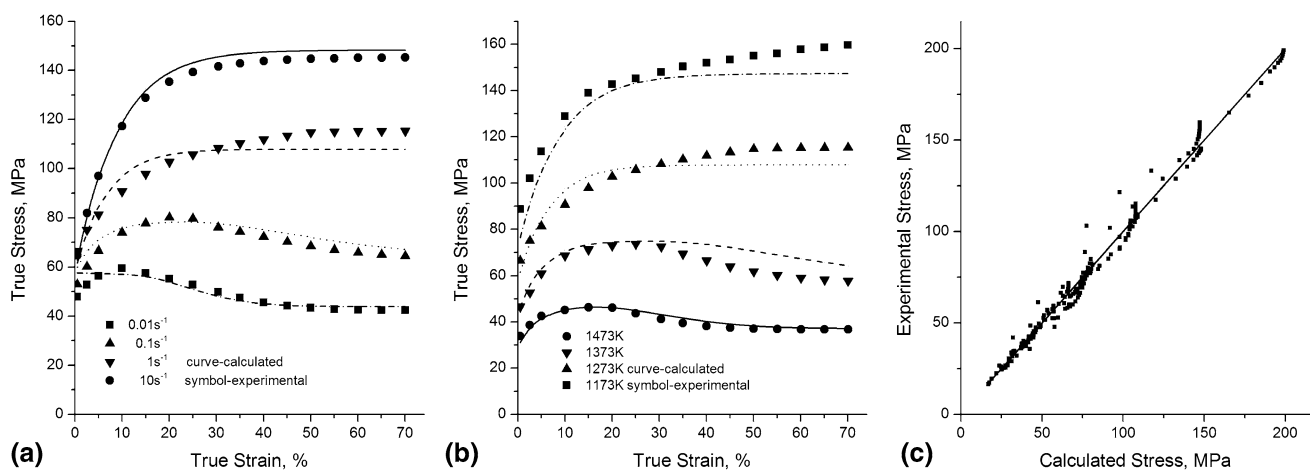 160
140
120
100
80
60
40
20
0
True Stress, MPa
0.01s⁻¹
0.1s⁻¹
1s⁻¹ curve-calculated
10s⁻¹ symbol-experimental
0 10 20 30 40 50 60 70
True Strain, %
(a)
160
140
120
100
80
60
40
20
0
True Stress, MPa
1473K
1373K
1273K curve-calculated
1173K symbol-experimental
0 10 20 30 40 50 60 70
True Strain, %
(b)
200
150
100
50
0
Experimental Stress, MPa
0 50 100 150 200
Calculated Stress, MPa
(c)